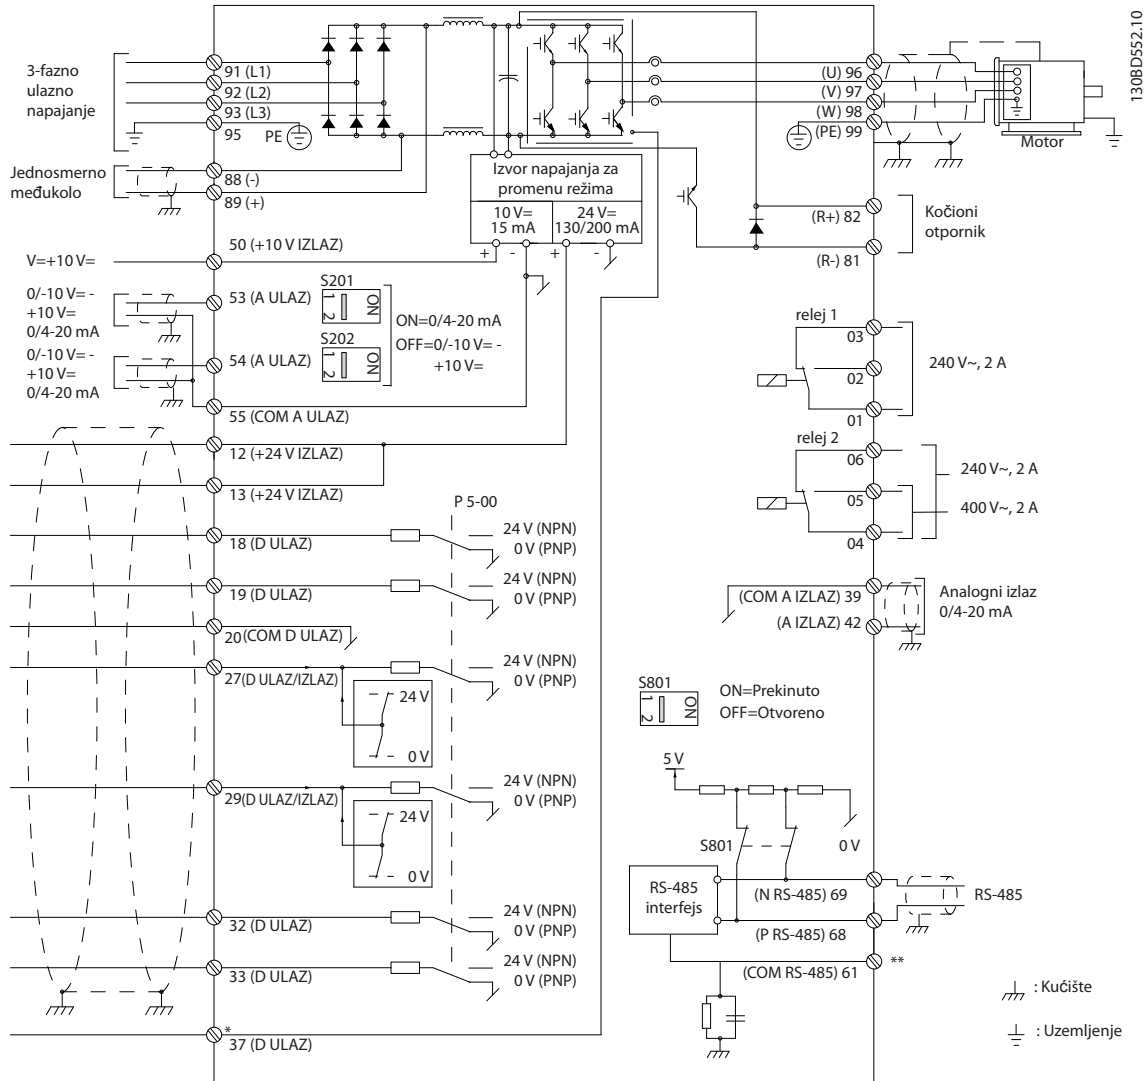 130BD552.10
3-fazno
ulazno
napajanje
91 (L1)
92 (L2)
93 (L3)
95
PE
Jednosmerno
međukolo
88 (-)
89 (+)
Izvor napajanja za
promenu režima
10 V=
15 mA
24 V=
130/200 mA
+ - + -
(U) 96
(V) 97
(W) 98
(PE) 99
Motor
(R+) 82
(R-) 81
Kočioni
otpornik
V=+10 V=
50 (+10 V IZLAZ)
0/-10 V= -
+10 V=
0/4-20 mA
53 (A ULAZ)
S201
1 2
ON
0/-10 V= -
+10 V=
0/4-20 mA
54 (A ULAZ)
S202
1 2
ON
ON=0/4-20 mA
OFF=0/-10 V= -
+10 V=
55 (COM A ULAZ)
12 (+24 V IZLAZ)
13 (+24 V IZLAZ)
P 5-00
18 (D ULAZ)
24 V (NPN)
0 V (PNP)
19 (D ULAZ)
24 V (NPN)
0 V (PNP)
20 (COM D ULAZ)
27(D ULAZ/IZLAZ)
24 V (NPN)
0 V (PNP)
24 V
0 V
29(D ULAZ/IZLAZ)
24 V (NPN)
0 V (PNP)
24 V
0 V
32 (D ULAZ)
24 V (NPN)
0 V (PNP)
33 (D ULAZ)
24 V (NPN)
0 V (PNP)
*
37 (D ULAZ)
relej 1
03
02
01
240 V~, 2 A
relej 2
06
05
04
240 V~, 2 A
400 V~, 2 A
(COM A IZLAZ) 39
(A IZLAZ) 42
Analogni izlaz
0/4-20 mA
S801
1 2
ON
ON=Prekinuto
OFF=Otvoreno
5 V
S801
0 V
RS-485
interfejs
(N RS-485) 69
(P RS-485) 68
(COM RS-485) 61
RS-485
**
: Kućište
: Uzemljenje